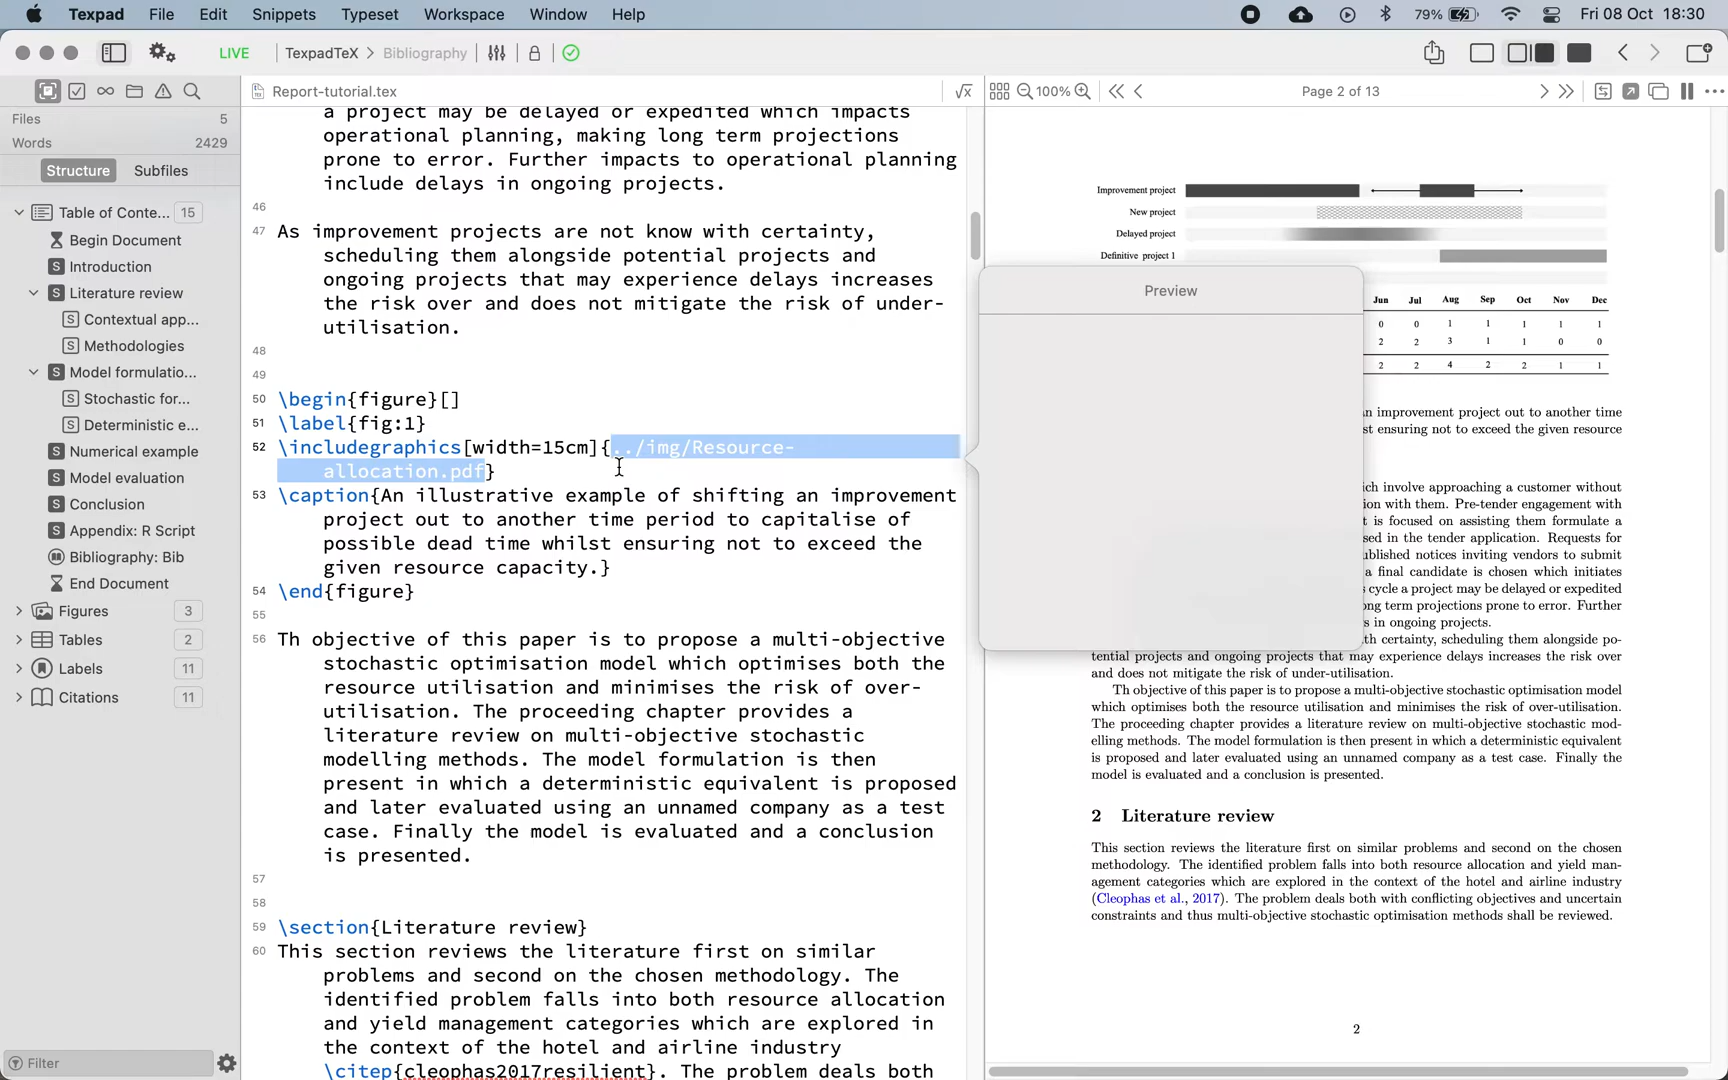 Texpad File Edit Snippets Typeset Workspace Window Help 79% Fri 08 Oct 18:30
LIVE TexpadTeX > Bibliography
Report-tutorial.tex √x 100% Page 2 of 13
Files 5
Words 2429
Structure Subfiles
Table of Conte... 15
Begin Document
S Introduction
S Literature review
S Contextual app...
S Methodologies
S Model formulatio...
S Stochastic for...
S Deterministic e...
S Numerical example
S Model evaluation
S Conclusion
S Appendix: R Script
Bibliography: Bib
End Document
Figures 3
Tables 2
Labels 11
Citations 11
Filter
a project may be delayed or expedited which impacts
operational planning, making long term projections
prone to error. Further impacts to operational planning
include delays in ongoing projects.
46
47 As improvement projects are not know with certainty,
scheduling them alongside potential projects and
ongoing projects that may experience delays increases
the risk over and does not mitigate the risk of under-
utilisation.
48
49
50 \begin{figure}[]
51 \label{fig:1}
52 \includegraphics[width=15cm]{../img/Resource-
allocation.pdf}
53 \caption{An illustrative example of shifting an improvement
project out to another time period to capitalise of
possible dead time whilst ensuring not to exceed the
given resource capacity.}
54 \end{figure}
55
56 Th objective of this paper is to propose a multi-objective
stochastic optimisation model which optimises both the
resource utilisation and minimises the risk of over-
utilisation. The proceeding chapter provides a
literature review on multi-objective stochastic
modelling methods. The model formulation is then
present in which a deterministic equivalent is proposed
and later evaluated using an unnamed company as a test
case. Finally the model is evaluated and a conclusion
is presented.
57
58
59 \section{Literature review}
60 This section reviews the literature first on similar
problems and second on the chosen methodology. The
identified problem falls into both resource allocation
and yield management categories which are explored in
the context of the hotel and airline industry
\citep{cleophas2017resilient}. The problem deals both
Improvement project
New project
Delayed project
Definitive project 1
Preview
Jun Jul Aug Sep Oct Nov Dec
0 0 1 1 1 1 1
2 2 3 1 1 0 0
2 2 4 2 2 1 1
n improvement project out to another time
st ensuring not to exceed the given resource
ich involve approaching a customer without
ion with them. Pre-tender engagement with
t is focused on assisting them formulate a
sed in the tender application. Requests for
ublished notices inviting vendors to submit
a final candidate is chosen which initiates
cycle a project may be delayed or expedited
ong term projections prone to error. Further
s in ongoing projects.
th certainty, scheduling them alongside po-
tential projects and ongoing projects that may experience delays increases the risk over
and does not mitigate the risk of under-utilisation.
Th objective of this paper is to propose a multi-objective stochastic optimisation model
which optimises both the resource utilisation and minimises the risk of over-utilisation.
The proceeding chapter provides a literature review on multi-objective stochastic mod-
elling methods. The model formulation is then present in which a deterministic equivalent
is proposed and later evaluated using an unnamed company as a test case. Finally the
model is evaluated and a conclusion is presented.
2 Literature review
This section reviews the literature first on similar problems and second on the chosen
methodology. The identified problem falls into both resource allocation and yield man-
agement categories which are explored in the context of the hotel and airline industry
(Cleophas et al., 2017). The problem deals both with conflicting objectives and uncertain
constraints and thus multi-objective stochastic optimisation methods shall be reviewed.
2